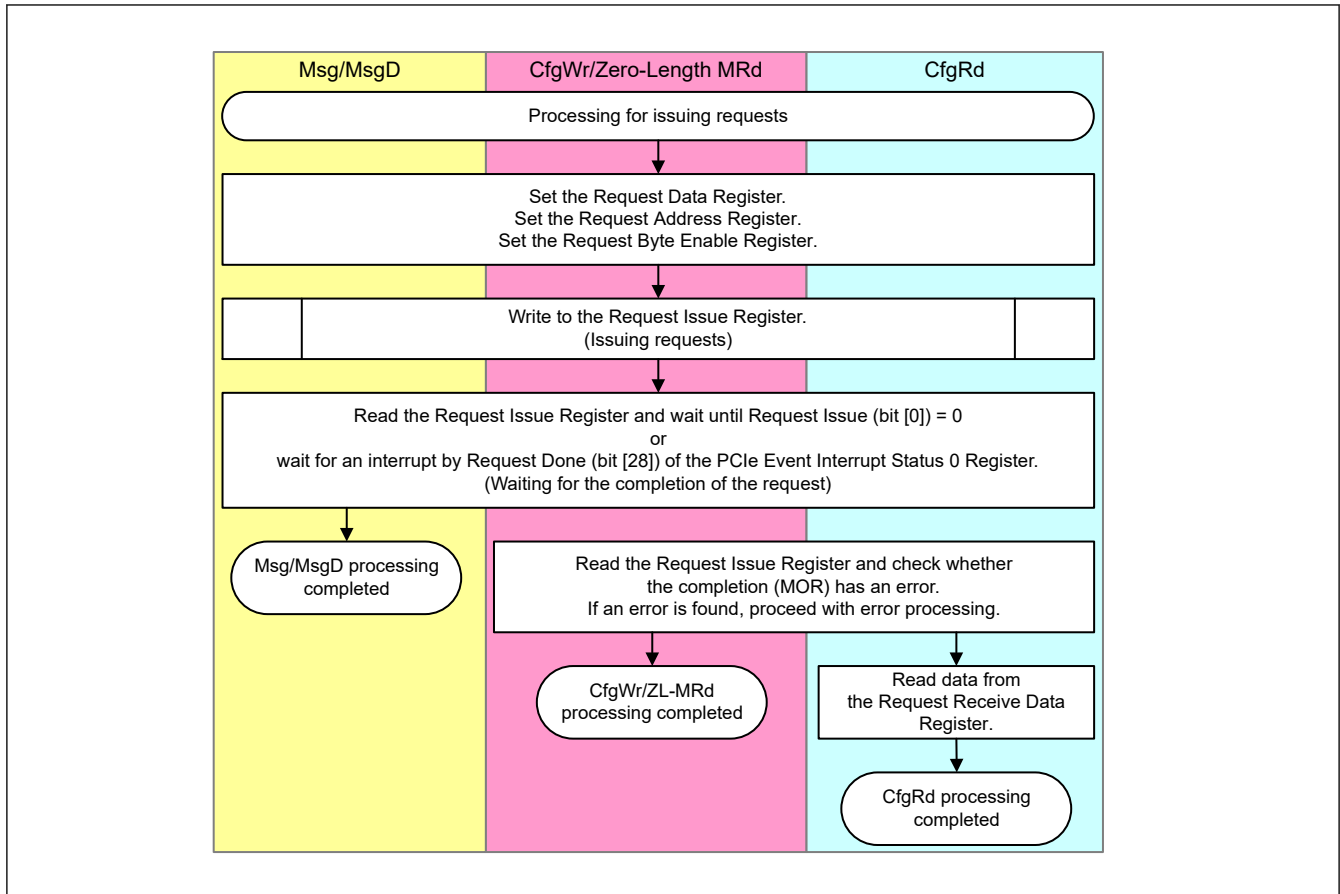 Msg/MsgD
CfgWr/Zero-Length MRd
CfgRd
Processing for issuing requests
Set the Request Data Register.
Set the Request Address Register.
Set the Request Byte Enable Register.
Write to the Request Issue Register.
(Issuing requests)
Read the Request Issue Register and wait until Request Issue (bit [0]) = 0
or
wait for an interrupt by Request Done (bit [28]) of the PCIe Event Interrupt Status 0 Register.
(Waiting for the completion of the request)
Msg/MsgD processing
completed
Read the Request Issue Register and check whether
the completion (MOR) has an error.
If an error is found, proceed with error processing.
CfgWr/ZL-MRd
processing completed
Read data from
the Request Receive Data
Register.
CfgRd processing
completed